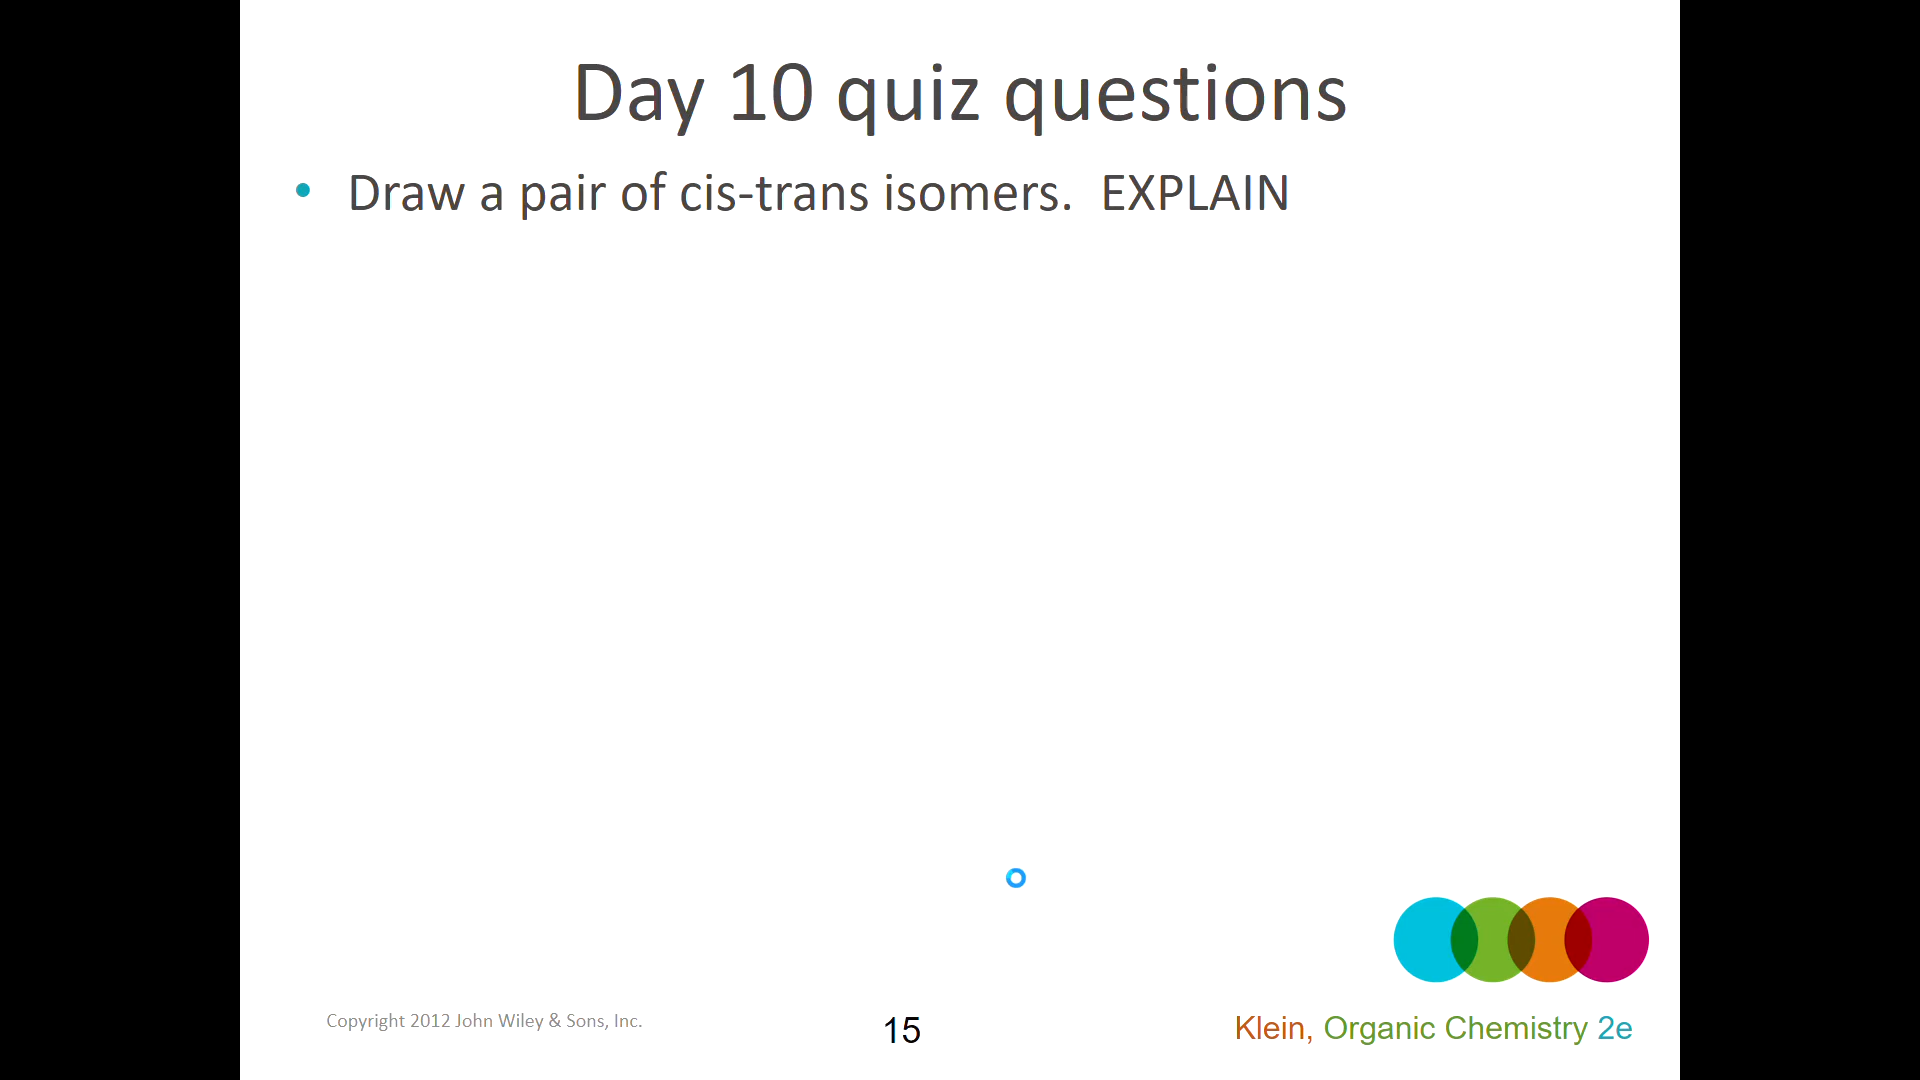 Day 10 quiz questions
• Draw a pair of cis-trans isomers.  EXPLAIN
Copyright 2012 John Wiley & Sons, Inc.
15
Klein, Organic Chemistry 2e